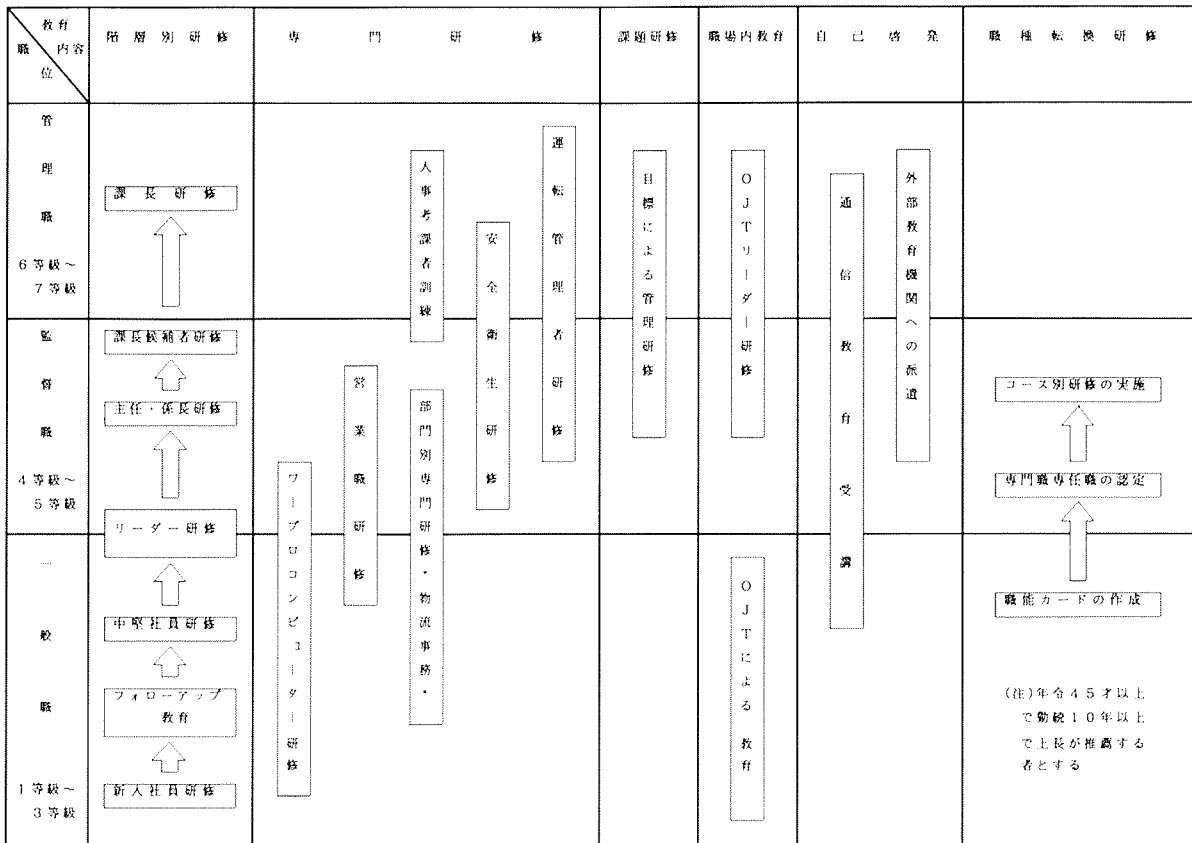 教育
内容
職
位
階層別研修
専門研修
課題研修
職場内教育
自己啓発
職種転換研修
管理職
6等級～
7等級
課長研修
人事考課者訓練
安全衛生研修
運転管理者研修
目標による管理研修
OJTリーダー研修
通信教育受講
外部教育機関への派遣
監督職
4等級～
5等級
課長候補者研修
主任・係長研修
リーダー研修
営業職研修
部門別専門研修・物流事務・
ワープロコンピューター研修
コース別研修の実施
専門職専任職の認定
一般職
1等級～
3等級
中堅社員研修
フォローアップ
教育
新入社員研修
OJTによる教育
職能カードの作成
(注)年令45才以上
で勤続10年以上
で上長が推薦する
者とする